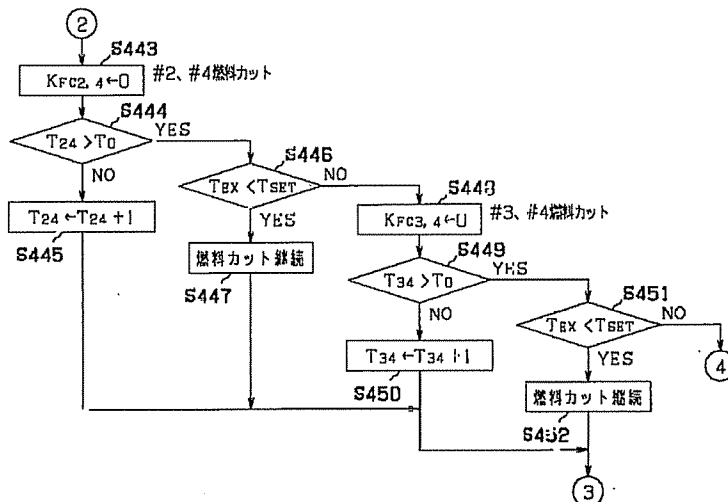 2
S443
KFC2, 4←0
#2、#4燃料カット
S444
T24 >T0
YES
NO
S446
TEX <TSET
NO
YES
T24←T24 +1
S445
燃料カット継続
S447
S448
KFC3, 4←0
#3、#4燃料カット
S449
T34 >T0
YES
NO
S451
TEX <TSET
NO
YES
4
T34←T34 +1
S450
燃料カット継続
S452
3